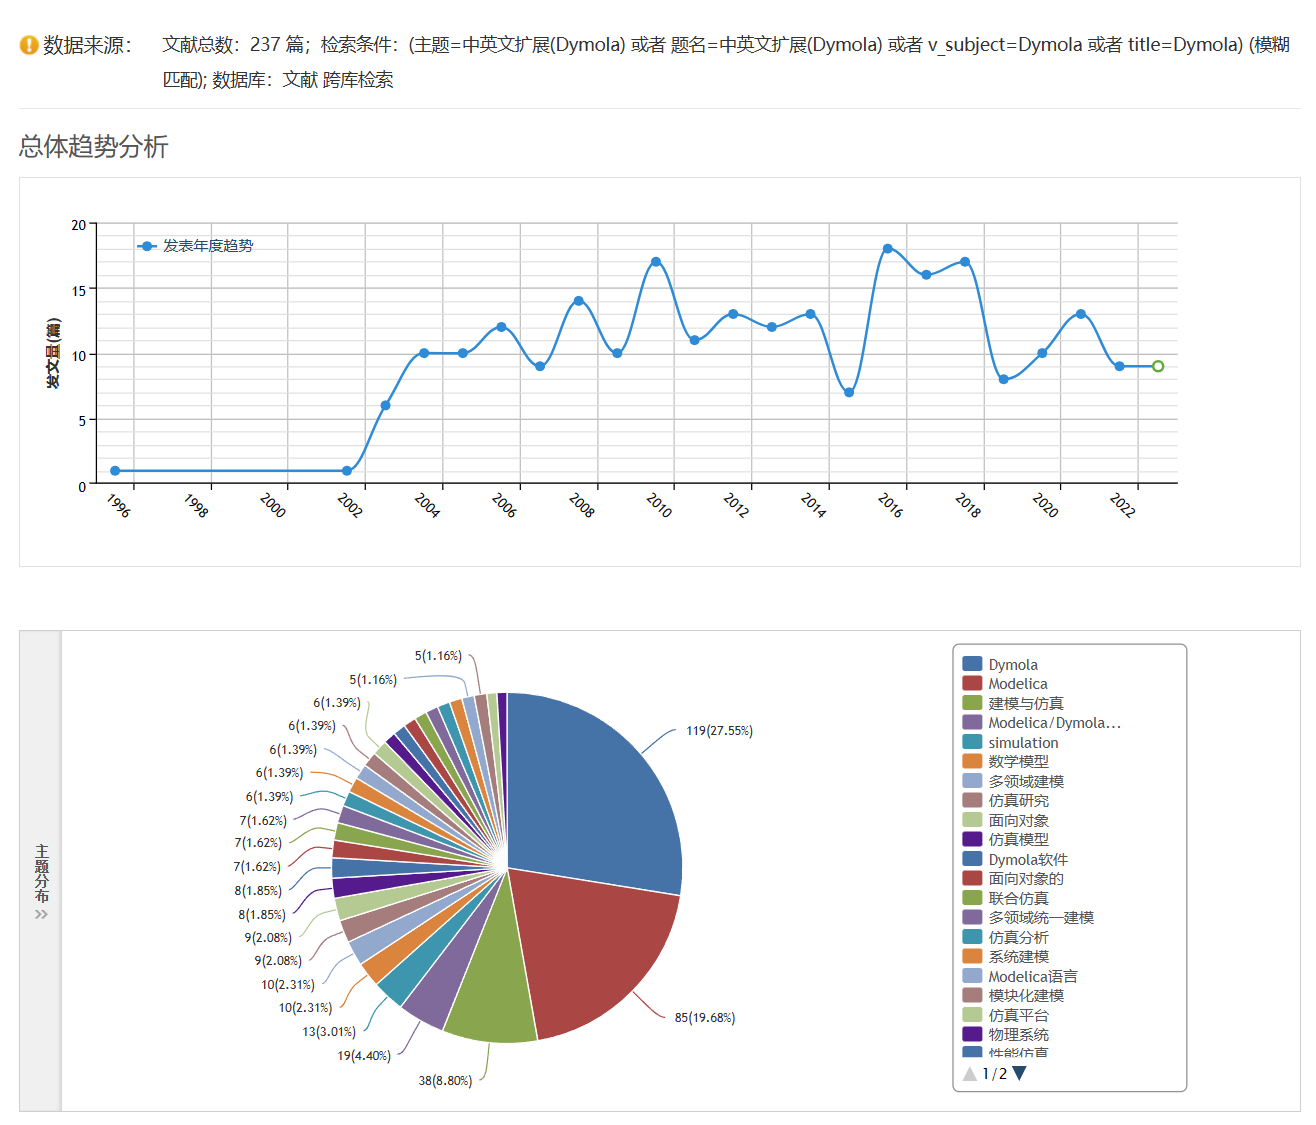 数据来源： 文献总数：237 篇；检索条件：(主题=中英文扩展(Dymola) 或者 题名=中英文扩展(Dymola) 或者 v_subject=Dymola 或者 title=Dymola) (模糊
匹配); 数据库：文献 跨库检索
总体趋势分析
发表年度趋势
发文量(篇)
20
15
10
5
0
1996
1998
2000
2002
2004
2006
2008
2010
2012
2014
2016
2018
2020
2022
主题分布
5(1.16%)
5(1.16%)
6(1.39%)
6(1.39%)
6(1.39%)
6(1.39%)
6(1.39%)
7(1.62%)
7(1.62%)
7(1.62%)
8(1.85%)
8(1.85%)
9(2.08%)
9(2.08%)
10(2.31%)
10(2.31%)
13(3.01%)
19(4.40%)
38(8.80%)
85(19.68%)
119(27.55%)
Dymola
Modelica
建模与仿真
Modelica/Dymola...
simulation
数学模型
多领域建模
仿真研究
面向对象
仿真模型
Dymola软件
面向对象的
联合仿真
多领域统一建模
仿真分析
系统建模
Modelica语言
模块化建模
仿真平台
物理系统
性能仿真
1/2